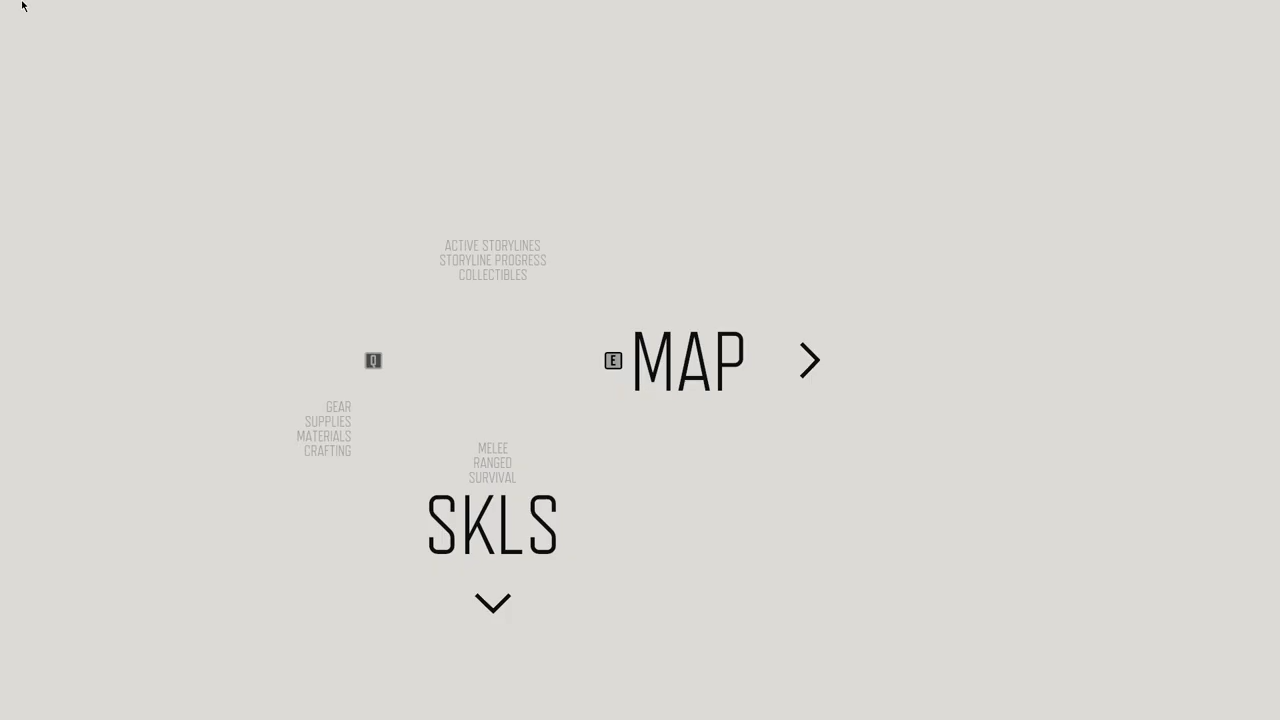 ACTIVE STORYLINES
STORYLINE PROGRESS
COLLECTIBLES
Q
E
MAP
GEAR
SUPPLIES
MATERIALS
CRAFTING
MELEE
RANGED
SURVIVAL
SKLS